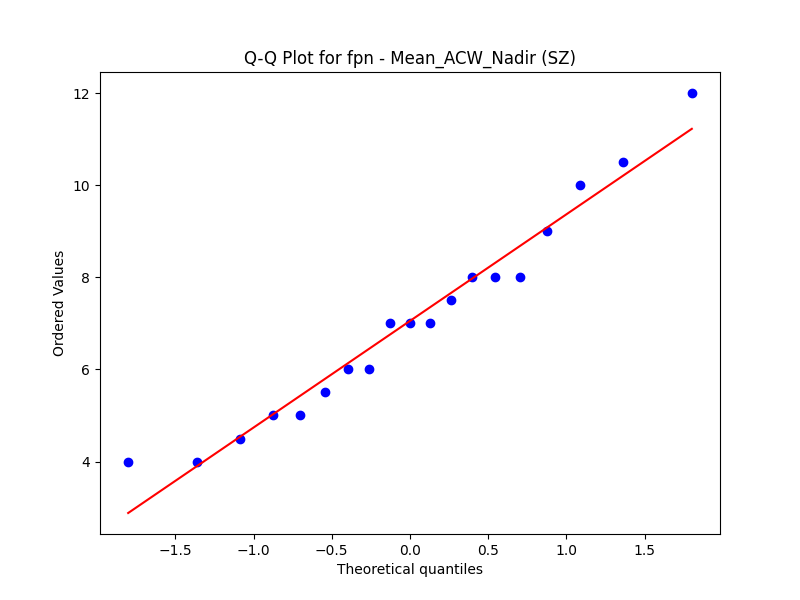 Q-Q Plot for fpn - Mean_ACW_Nadir (SZ)
12
10
8
6
4
Ordered Values
−1.5 −1.0 −0.5 0.0 0.5 1.0 1.5
Theoretical quantiles